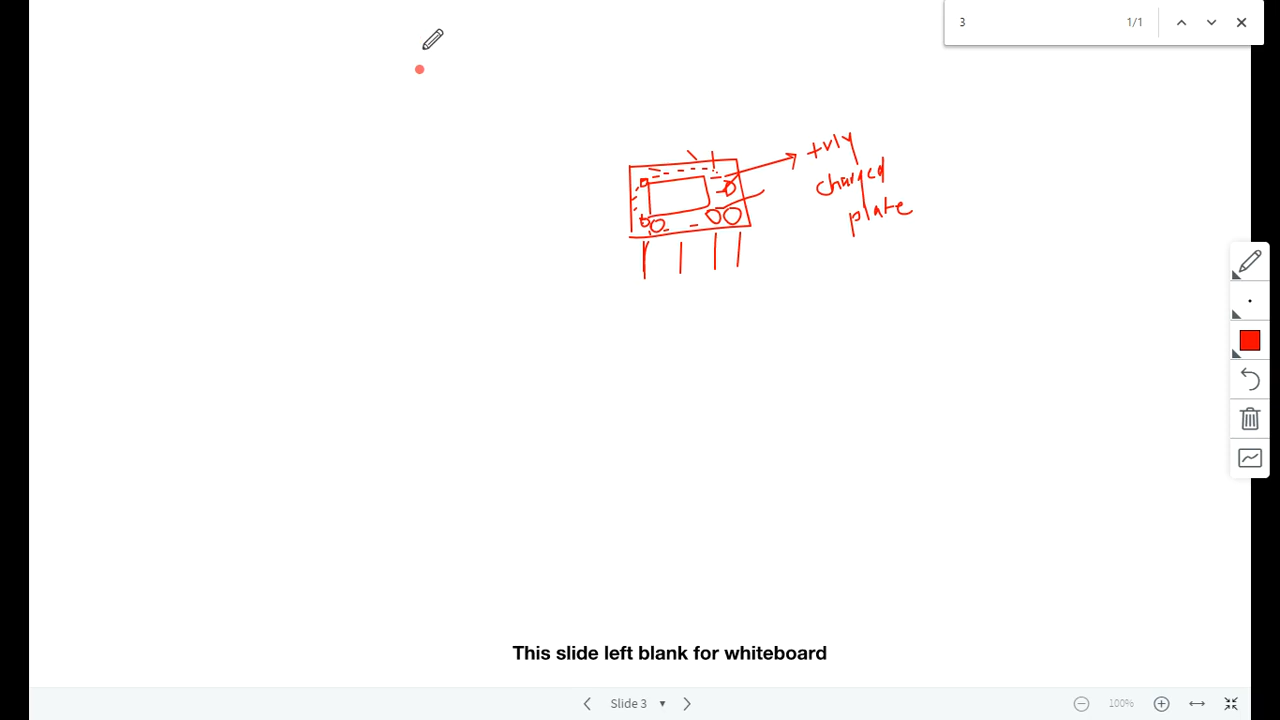 3 1/1
+vly
charged
plate
This slide left blank for whiteboard
Slide 3
100%